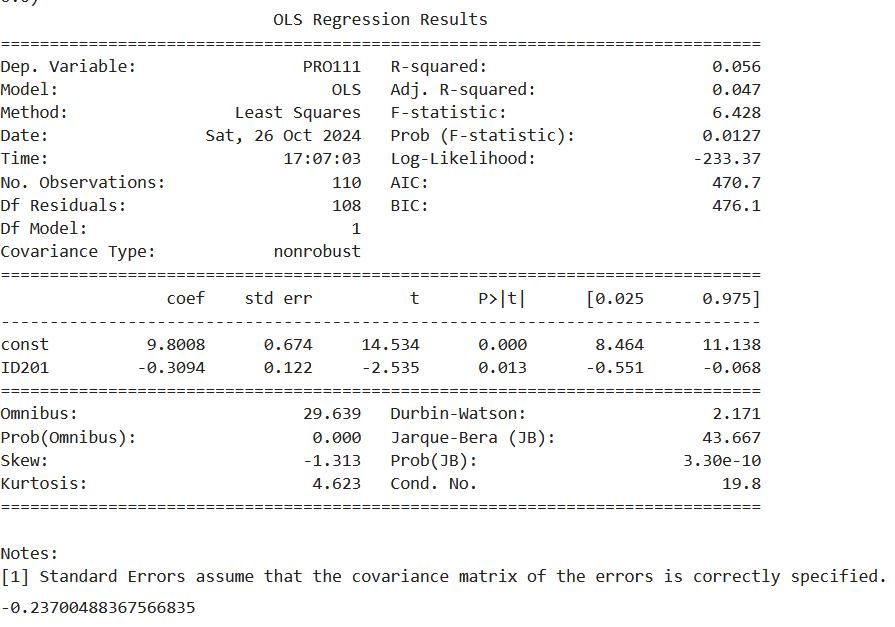 OLS Regression Results
==============================================================================
Dep. Variable: PRO111 R-squared: 0.056
Model: OLS Adj. R-squared: 0.047
Method: Least Squares F-statistic: 6.428
Date: Sat, 26 Oct 2024 Prob (F-statistic): 0.0127
Time: 17:07:03 Log-Likelihood: -233.37
No. Observations: 110 AIC: 470.7
Df Residuals: 108 BIC: 476.1
Df Model: 1
Covariance Type: nonrobust
==============================================================================
coef std err t P>|t| [0.025 0.975]
------------------------------------------------------------------------------
const 9.8008 0.674 14.534 0.000 8.464 11.138
ID201 -0.3094 0.122 -2.535 0.013 -0.551 -0.068
==============================================================================
Omnibus: 29.639 Durbin-Watson: 2.171
Prob(Omnibus): 0.000 Jarque-Bera (JB): 43.667
Skew: -1.313 Prob(JB): 3.30e-10
Kurtosis: 4.623 Cond. No. 19.8
==============================================================================
Notes:
[1] Standard Errors assume that the covariance matrix of the errors is correctly specified.
-0.23700488367566835